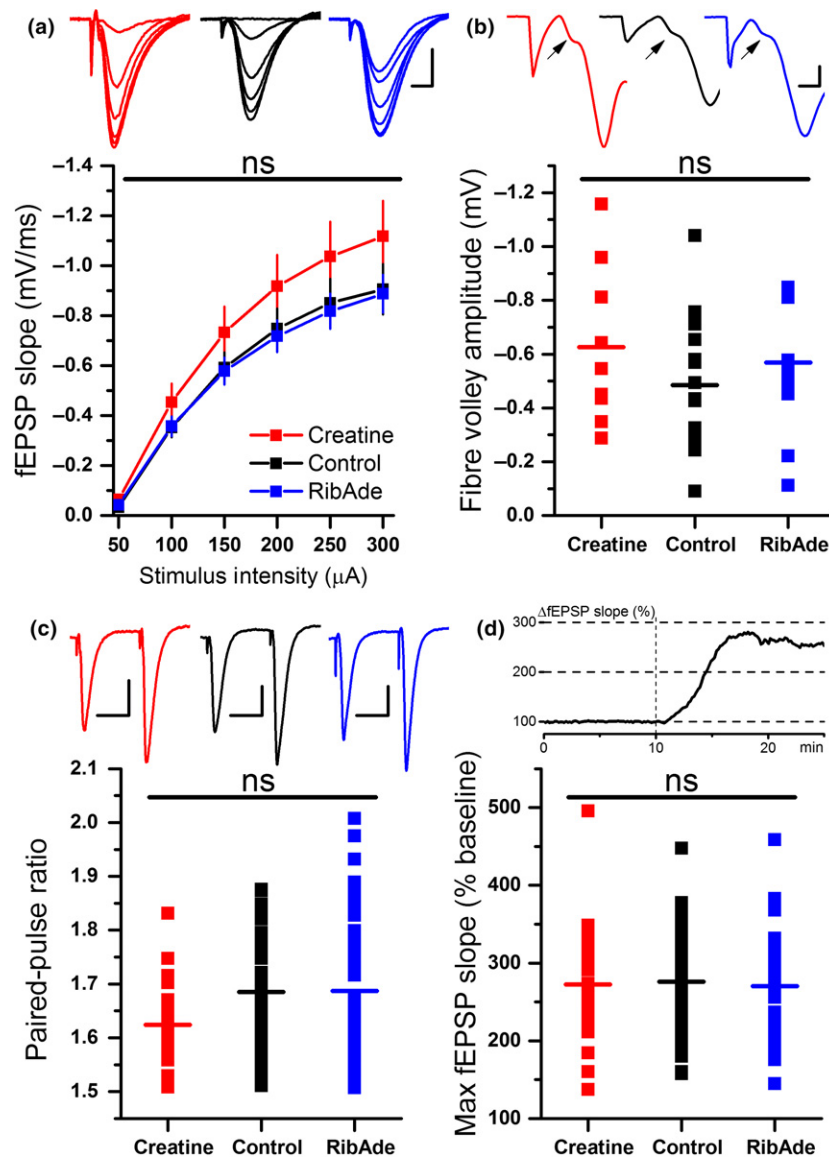 (a)
ns
fEPSP slope (mV/ms)
–1.4
–1.2
–1.0
–0.8
–0.6
–0.4
–0.2
0.0
Creatine
Control
RibAde
50 100 150 200 250 300
Stimulus intensity (μA)
(b)
ns
Fibre volley amplitude (mV)
–1.2
–1.0
–0.8
–0.6
–0.4
–0.2
0.0
Creatine Control RibAde
(c)
ns
Paired-pulse ratio
2.1
2.0
1.9
1.8
1.7
1.6
1.5
Creatine Control RibAde
(d)
ΔfEPSP slope (%)
300
200
100
0 10 20 min
ns
Max fEPSP slope (% baseline)
500
450
400
350
300
250
200
150
100
Creatine Control RibAde